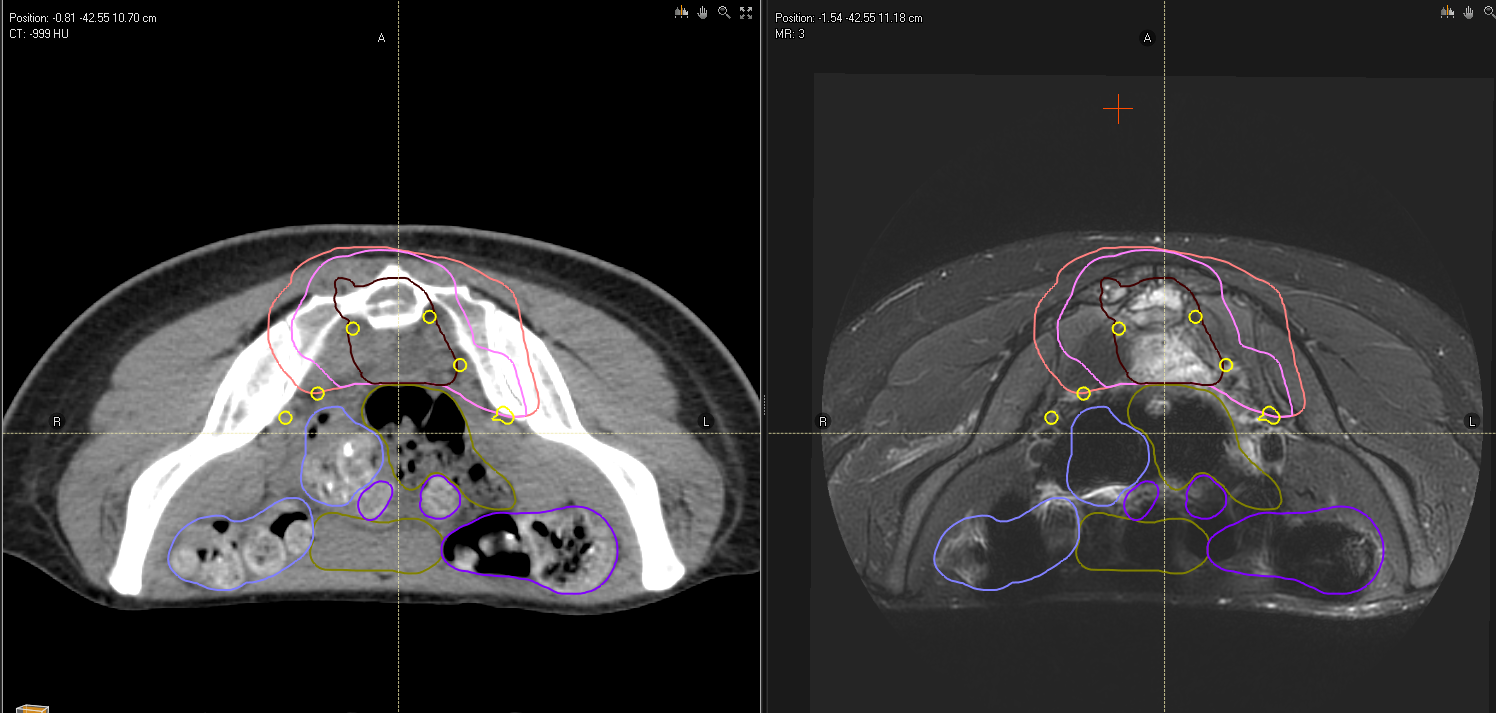 Position: -0.81 -42.55 10.70 cm
CT: -999 HU
A
R
L
Position: -1.54 -42.55 11.18 cm
MR: 3
A
R
L